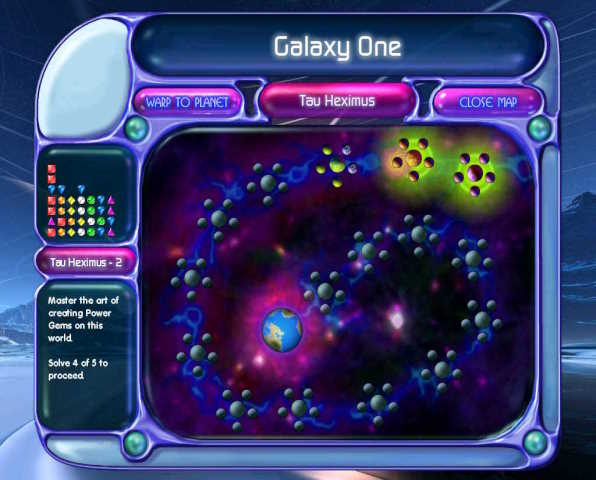 Galaxy One
WARP TO PLANET
Tau Heximus
CLOSE MAP
Tau Heximus - 2
Master the art of
creating Power
Gems on this
world.
Solve 4 of 5 to
proceed.